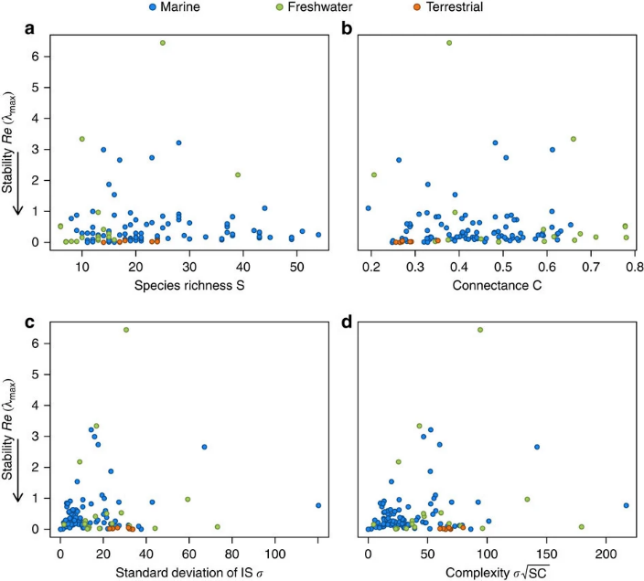 Marine Freshwater Terrestrial
a
b
Stability Re (λmax)
6
5
4
3
2
1
0
10 20 30 40 50
Species richness S
0.2 0.3 0.4 0.5 0.6 0.7 0.8
Connectance C
c
d
Stability Re (λmax)
6
5
4
3
2
1
0
0 20 40 60 80 100 120
Standard deviation of IS σ
0 50 100 150 200
Complexity σ√SC